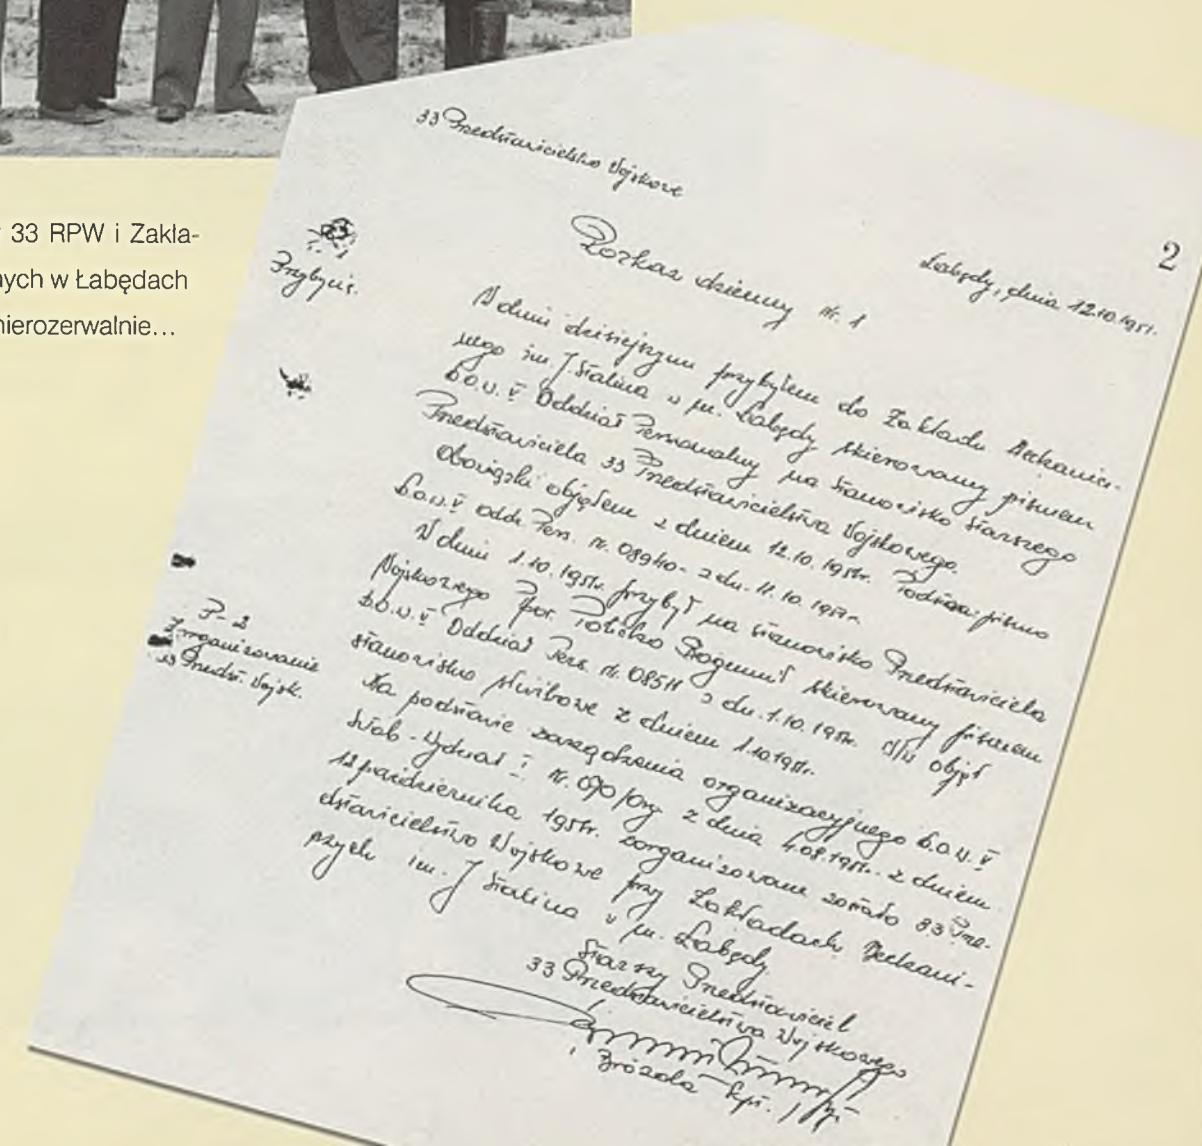 33 RPW i Zakła-
nych w Łabędach
nierozerwalnie...
2
33 Przedstawicielstwo Wojskowe
Łabędy, dnia 12.10.1951.
Rozkaz dzienny nr. 1
Przybycie.
W dniu dzisiejszym przybyłem do Zakładu Mechanicz-
nego im J Stalina w m. Łabędy skierowany pismem
D.O.W. V Oddział Personalny na stanowisko starszego
Przedstawiciela 33 Przedstawicielstwa Wojskowego.
Obowiązki objąłem z dniem 12.10.1951r. Podstawa: pismo
D.O.W. V oddz. Pers. nr. 08940 z dn. 11.10.1951r.
W dniu 1.10.1951r. przybył na stanowisko Przedstawiciela
Wojskowego por. Bogumił skierowany pismem
D.O.W. V Oddział Pers. nr. 08511 z dn. 1.10.1951r. W/w objął
stanowisko służbowe z dniem 1.10.1951r.
P-2
Zorganizowanie
33 Przedst. Wojsk.
Na podstawie zarządzenia organizacyjnego D.O.W. V
Sztab - Wydział I nr. 090/org z dnia 4.08.1951r. z dniem
12 października 1951r. zorganizowane zostało 33 Prze-
dstawicielstwo Wojskowe przy Zakładach Mechani-
cznych im. J Stalina w m. Łabędy
Starszy Przedstawiciel
33 Przedstawicielstwa Wojskowego
kpt.